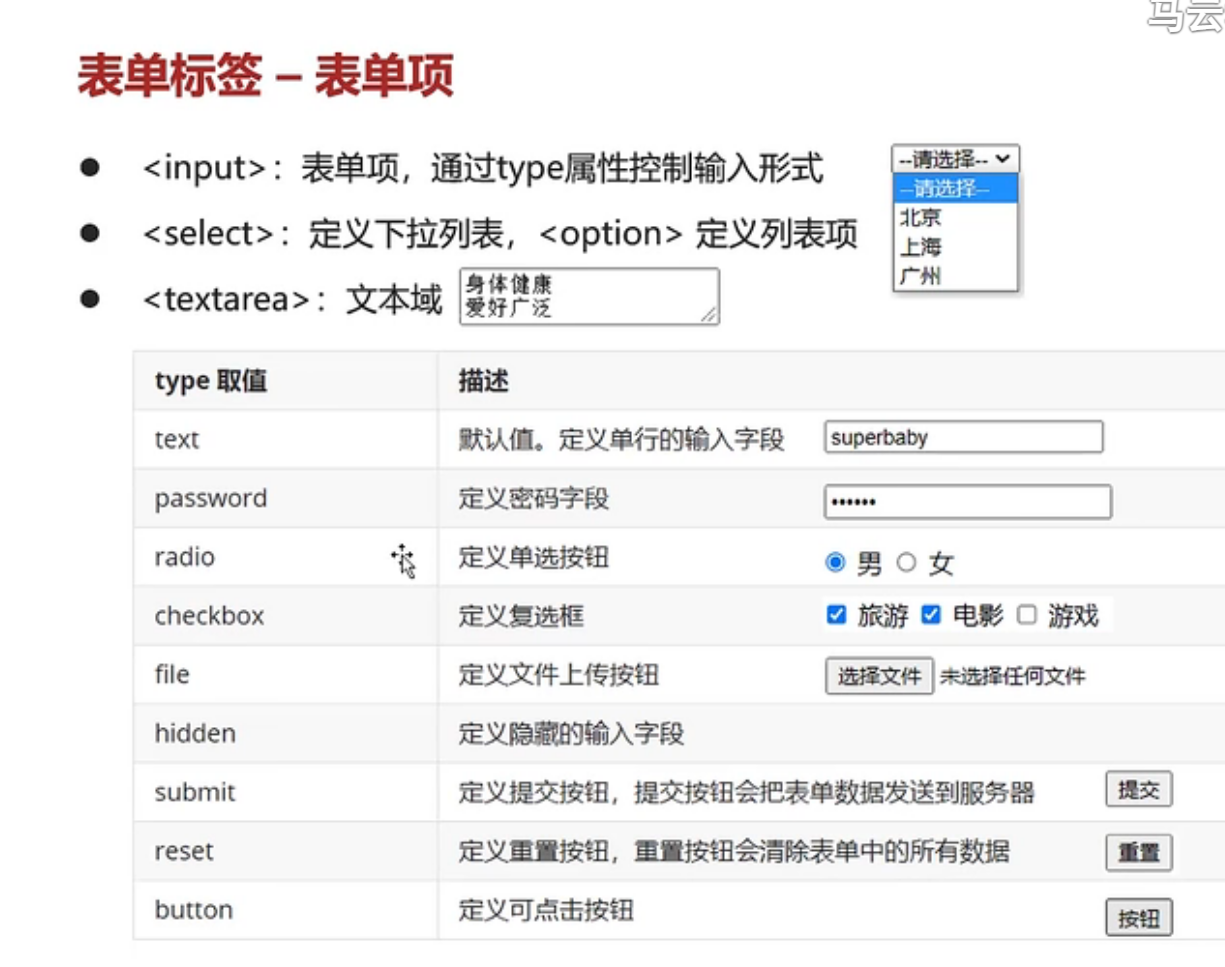 马云
表单标签 – 表单项
● <input>：表单项，通过type属性控制输入形式
● <select>：定义下拉列表，<option> 定义列表项
● <textarea>：文本域
身体健康
爱好广泛
--请选择--
--请选择--
北京
上海
广州
type 取值 描述
text 默认值。定义单行的输入字段 superbaby
password 定义密码字段 ••••••
radio 定义单选按钮 男 女
checkbox 定义复选框 旅游 电影 游戏
file 定义文件上传按钮 选择文件 未选择任何文件
hidden 定义隐藏的输入字段
submit 定义提交按钮，提交按钮会把表单数据发送到服务器 提交
reset 定义重置按钮，重置按钮会清除表单中的所有数据 重置
button 定义可点击按钮 按钮